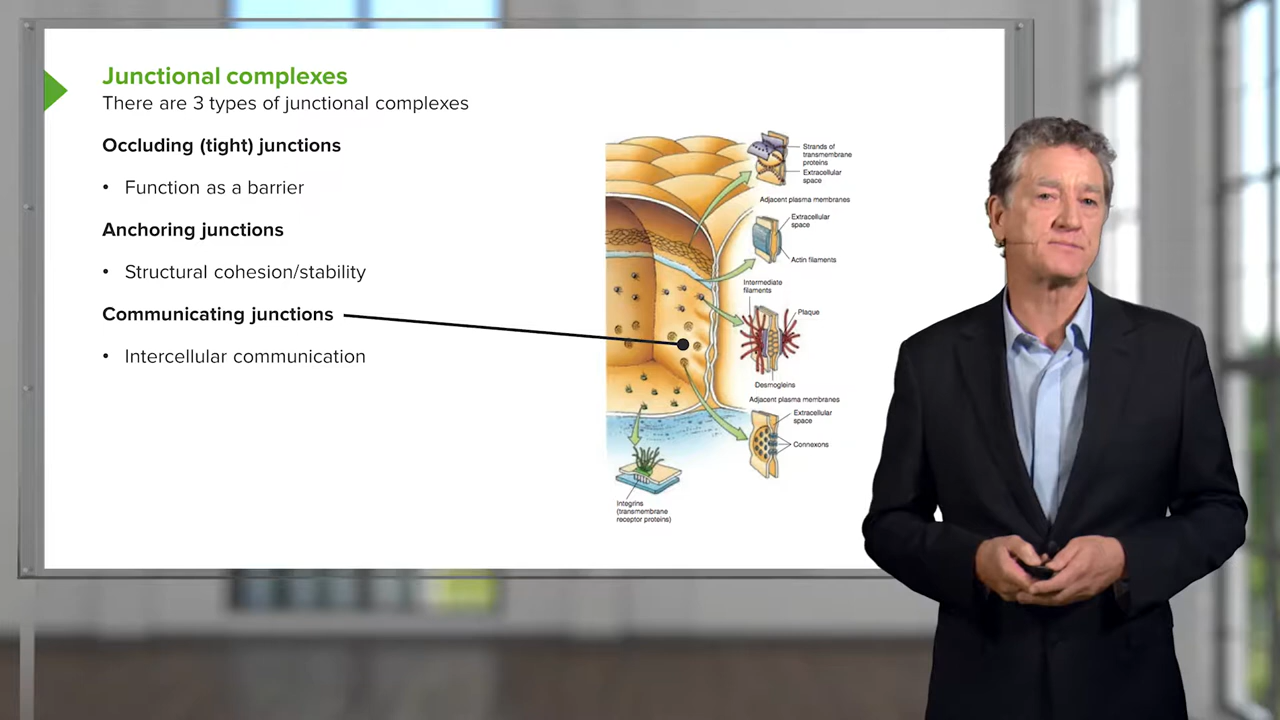 Junctional complexes
There are 3 types of junctional complexes
Occluding (tight) junctions
• Function as a barrier
Anchoring junctions
• Structural cohesion/stability
Communicating junctions
• Intercellular communication
Strands of
transmembrane
proteins
Extracellular
space
Adjacent plasma membranes
Extracellular
space
Actin filaments
Intermediate
filaments
Plaque
Desmogleins
Adjacent plasma membranes
Extracellular
space
Connexons
Integrins
(transmembrane
receptor proteins)